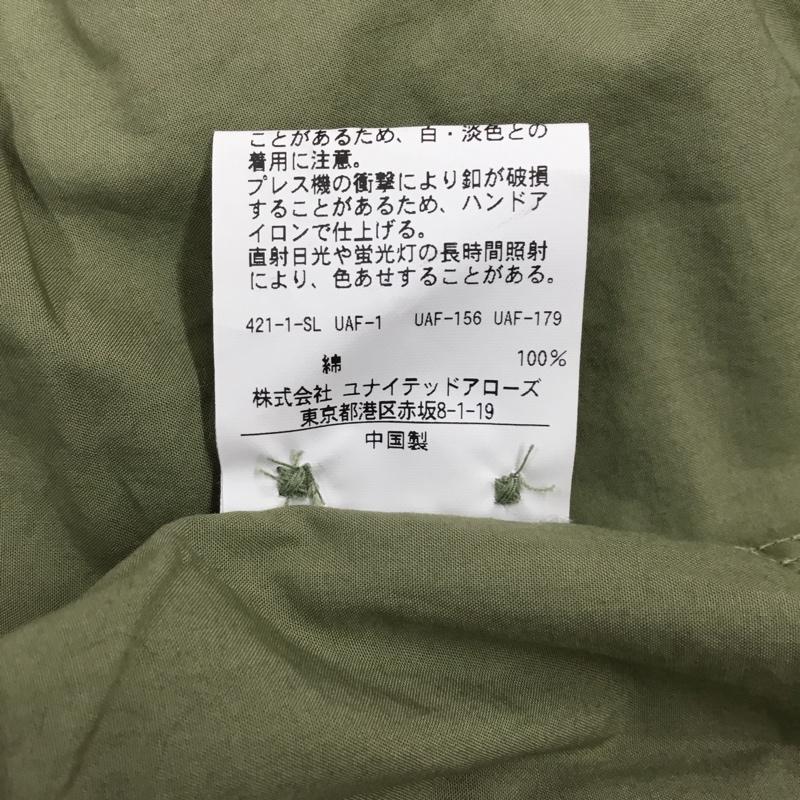 ことがあるため、白・淡色との
着用に注意。
プレス機の衝撃により釦が破損
することがあるため、ハンドア
イロンで仕上げる。
直射日光や蛍光灯の長時間照射
により、色あせすることがある。
421-1-SL UAF-1 UAF-156 UAF-179
綿 100%
株式会社 ユナイテッドアローズ
東京都港区赤坂8-1-19
中国製